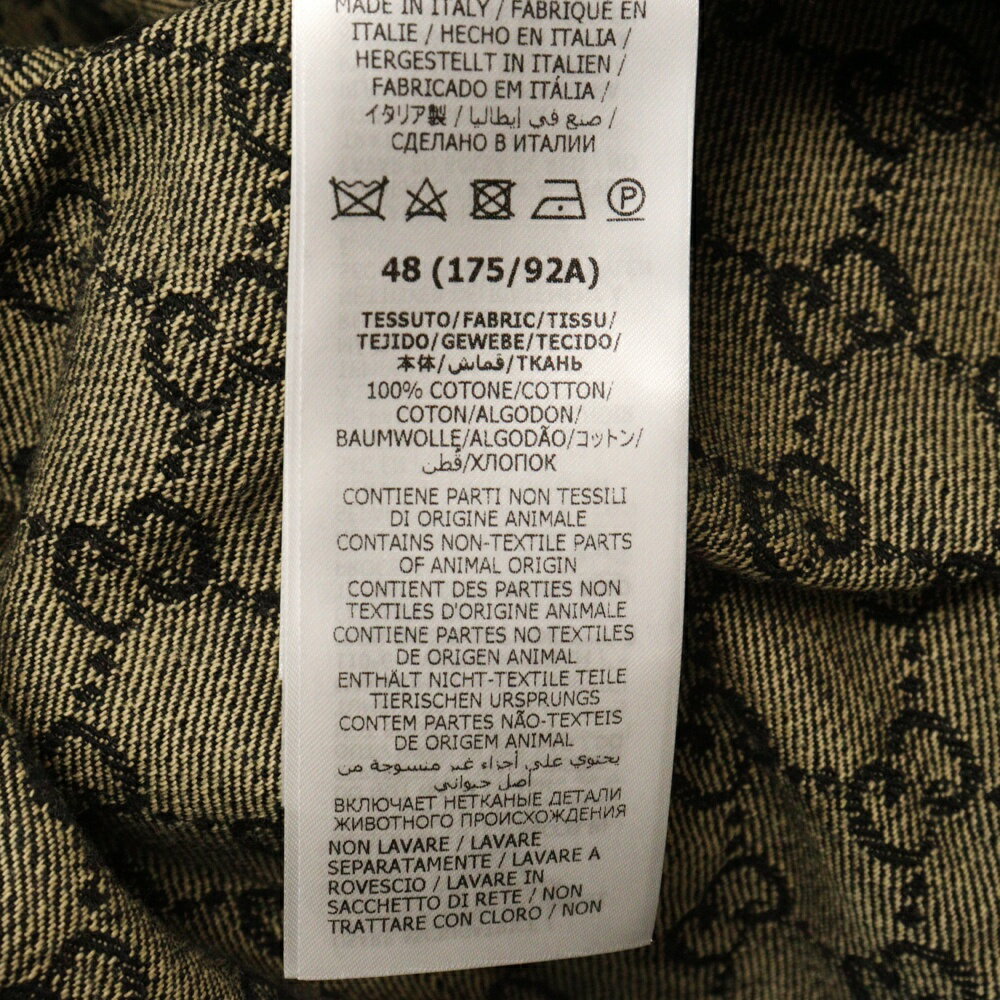 MADE IN ITALY / FABRIQUÉ EN
ITALIE / HECHO EN ITALIA /
HERGESTELLT IN ITALIEN /
FABRICADO EM ITÁLIA /
イタリア製 / صنع في إيطاليا /
СДЕЛАНО В ИТАЛИИ
P
48 (175/92A)
TESSUTO/FABRIC/TISSU/
TEJIDO/GEWEBE/TECIDO/
本体/قماش/ТКАНЬ
100% COTONE/COTTON/
COTON/ALGODON/
BAUMWOLLE/ALGODÃO/コットン/
قُطن/ХЛОПОК
CONTIENE PARTI NON TESSILI
DI ORIGINE ANIMALE
CONTAINS NON-TEXTILE PARTS
OF ANIMAL ORIGIN
CONTIENT DES PARTIES NON
TEXTILES D'ORIGINE ANIMALE
CONTIENE PARTES NO TEXTILES
DE ORIGEN ANIMAL
ENTHÄLT NICHT-TEXTILE TEILE
TIERISCHEN URSPRUNGS
CONTEM PARTES NÃO-TEXTEIS
DE ORIGEM ANIMAL
يحتوي على أجزاء غير منسوجة من
أصل حيواني
ВКЛЮЧАЕТ НЕТКАНЫЕ ДЕТАЛИ
ЖИВОТНОГО ПРОИСХОЖДЕНИЯ
NON LAVARE / LAVARE
SEPARATAMENTE / LAVARE A
ROVESCIO / LAVARE IN
SACCHETTO DI RETE / NON
TRATTARE CON CLORO / NON